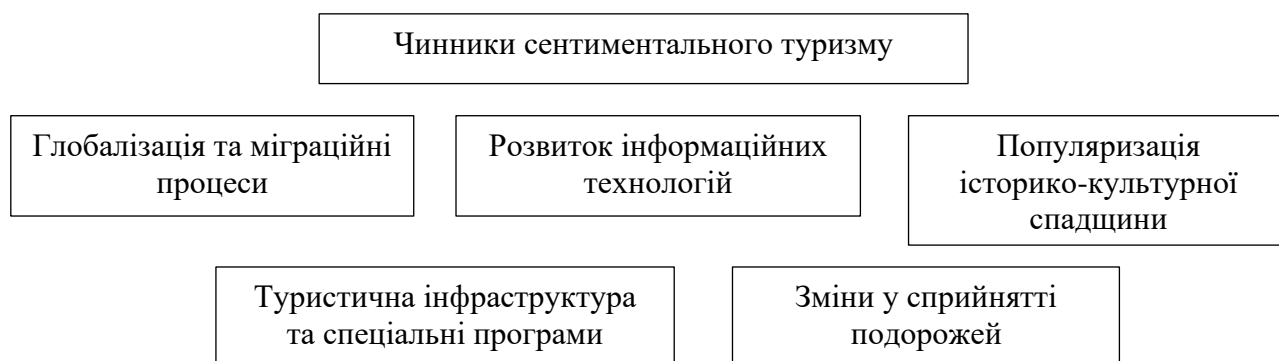 Чинники сентиментального туризму
Глобалізація та міграційні
процеси
Розвиток інформаційних
технологій
Популяризація
історико-культурної
спадщини
Туристична інфраструктура
та спеціальні програми
Зміни у сприйнятті
подорожей